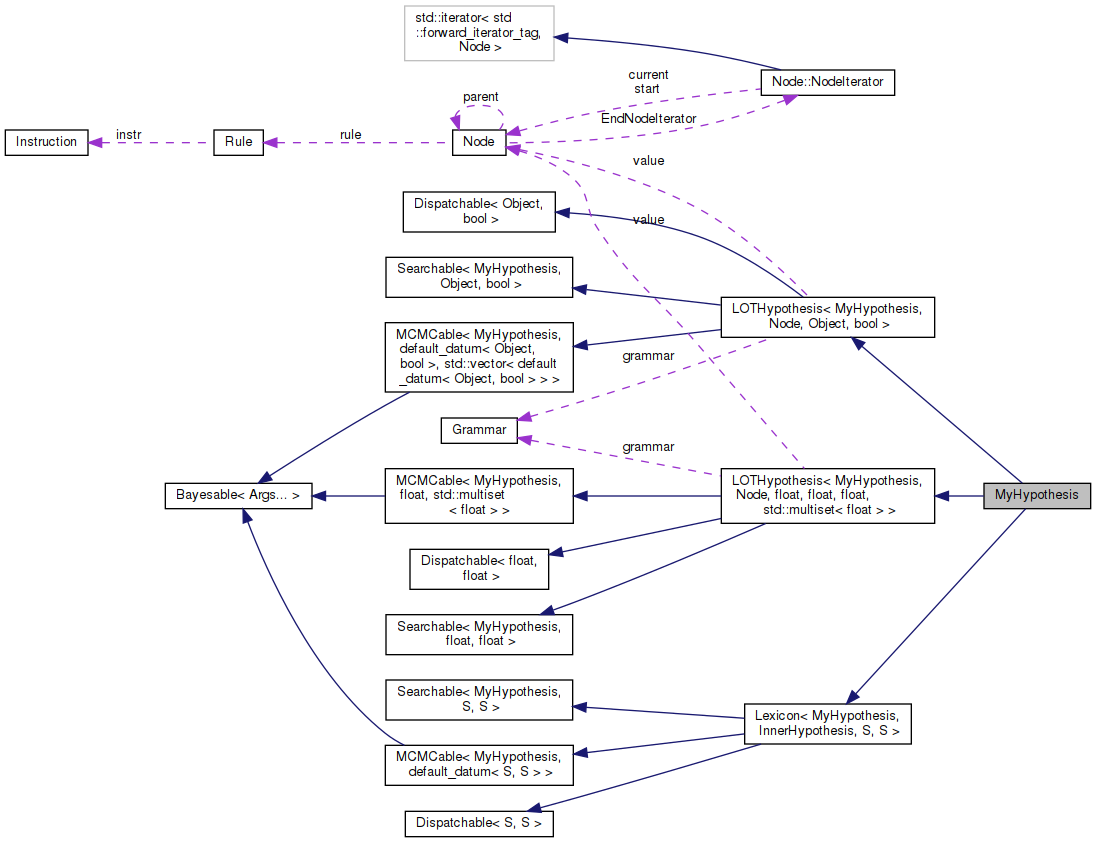 std::iterator< std
::forward_iterator_tag,
Node >
current
start
Node::NodeIterator
parent
EndNodeIterator
Instruction
instr
Rule
rule
Node
value
Dispatchable< Object,
bool >
value
Searchable< MyHypothesis,
Object, bool >
LOTHypothesis< MyHypothesis,
Node, Object, bool >
MCMCable< MyHypothesis,
default_datum< Object,
bool >, std::vector< default
_datum< Object, bool > > >
grammar
Grammar
grammar
Bayesable< Args... >
MCMCable< MyHypothesis,
float, std::multiset
< float > >
LOTHypothesis< MyHypothesis,
Node, float, float, float,
std::multiset< float > >
MyHypothesis
Dispatchable< float,
float >
Searchable< MyHypothesis,
float, float >
Searchable< MyHypothesis,
S, S >
Lexicon< MyHypothesis,
InnerHypothesis, S, S >
MCMCable< MyHypothesis,
default_datum< S, S > >
Dispatchable< S, S >